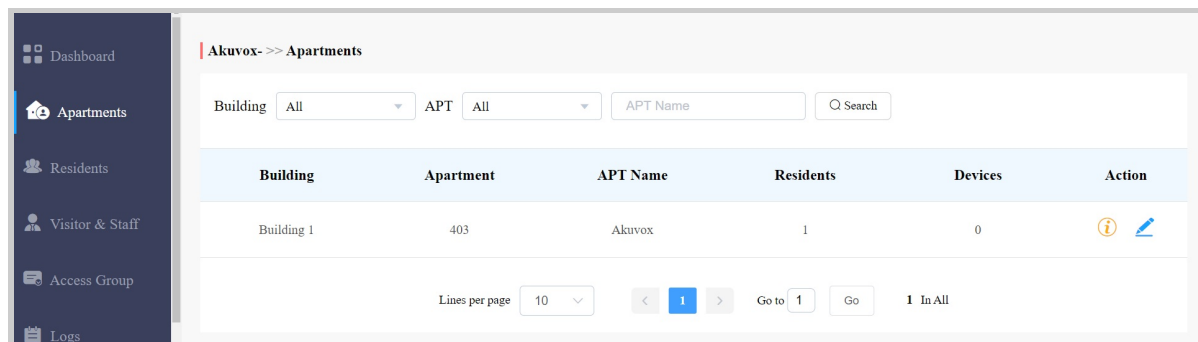 Dashboard
Apartments
Residents
Visitor & Staff
Access Group
Logs
Akuvox- >> Apartments
Building All APT All APT Name Search
Building Apartment APT Name Residents Devices Action
Building 1 403 Akuvox 1 0
Lines per page 10 < 1 > Go to 1 Go 1 In All